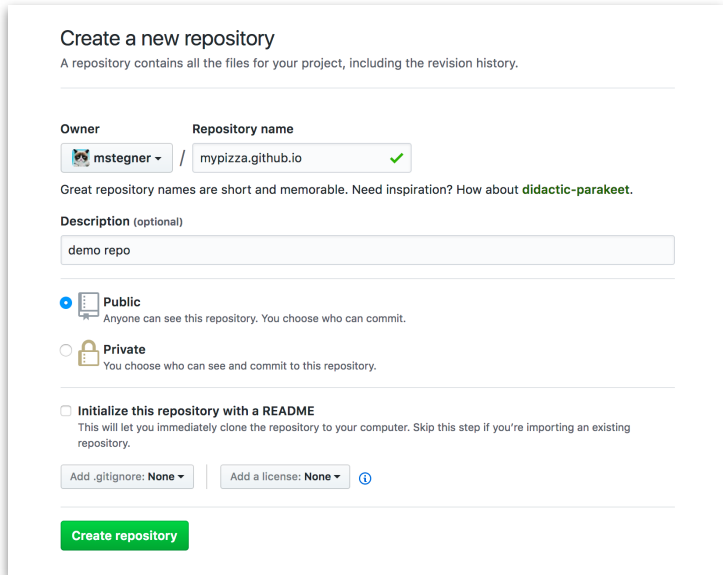 Create a new repository
A repository contains all the files for your project, including the revision history.
Owner
Repository name
mstegner
/
mypizza.github.io
Great repository names are short and memorable. Need inspiration? How about didactic-parakeet.
Description (optional)
demo repo
Public
Anyone can see this repository. You choose who can commit.
Private
You choose who can see and commit to this repository.
Initialize this repository with a README
This will let you immediately clone the repository to your computer. Skip this step if you’re importing an existing
repository.
Add .gitignore: None
Add a license: None
Create repository